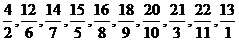 4/2, 12/6, 14/7, 15/5, 16/8, 18/9, 20/10, 21/3, 22/11, 13/1